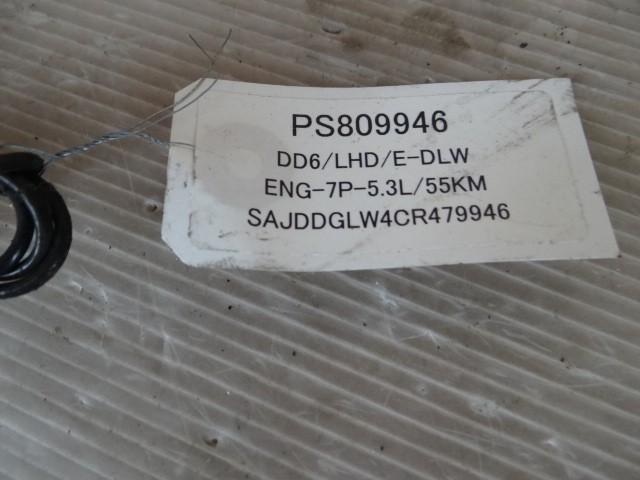 PS809946
DD6/LHD/E-DLW
ENG-7P-5.3L/55KM
SAJDDGLW4CR479946